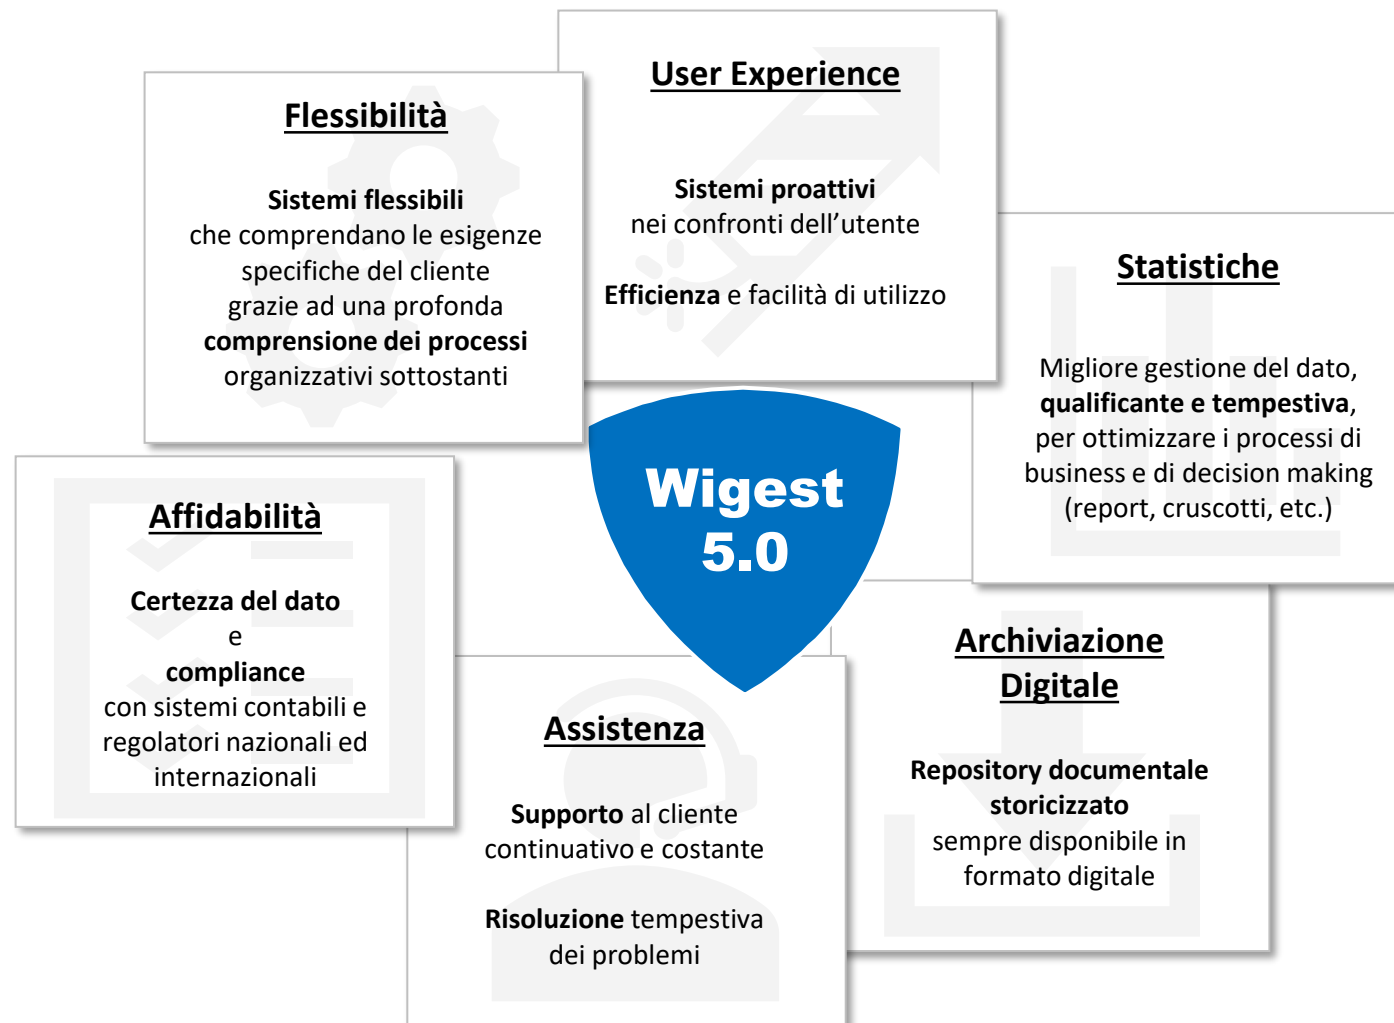 User Experience
Sistemi proattivi
nei confronti dell’utente
Efficienza e facilità di utilizzo
Flessibilità
Sistemi flessibili
che comprendano le esigenze
specifiche del cliente
grazie ad una profonda
comprensione dei processi
organizzativi sottostanti
Statistiche
Migliore gestione del dato,
qualificante e tempestiva,
per ottimizzare i processi di
business e di decision making
(report, cruscotti, etc.)
Wigest
5.0
Affidabilità
Certezza del dato
e
compliance
con sistemi contabili e
regolatori nazionali ed
internazionali
Assistenza
Supporto al cliente
continuativo e costante
Risoluzione tempestiva
dei problemi
Archiviazione
Digitale
Repository documentale
storicizzato
sempre disponibile in
formato digitale